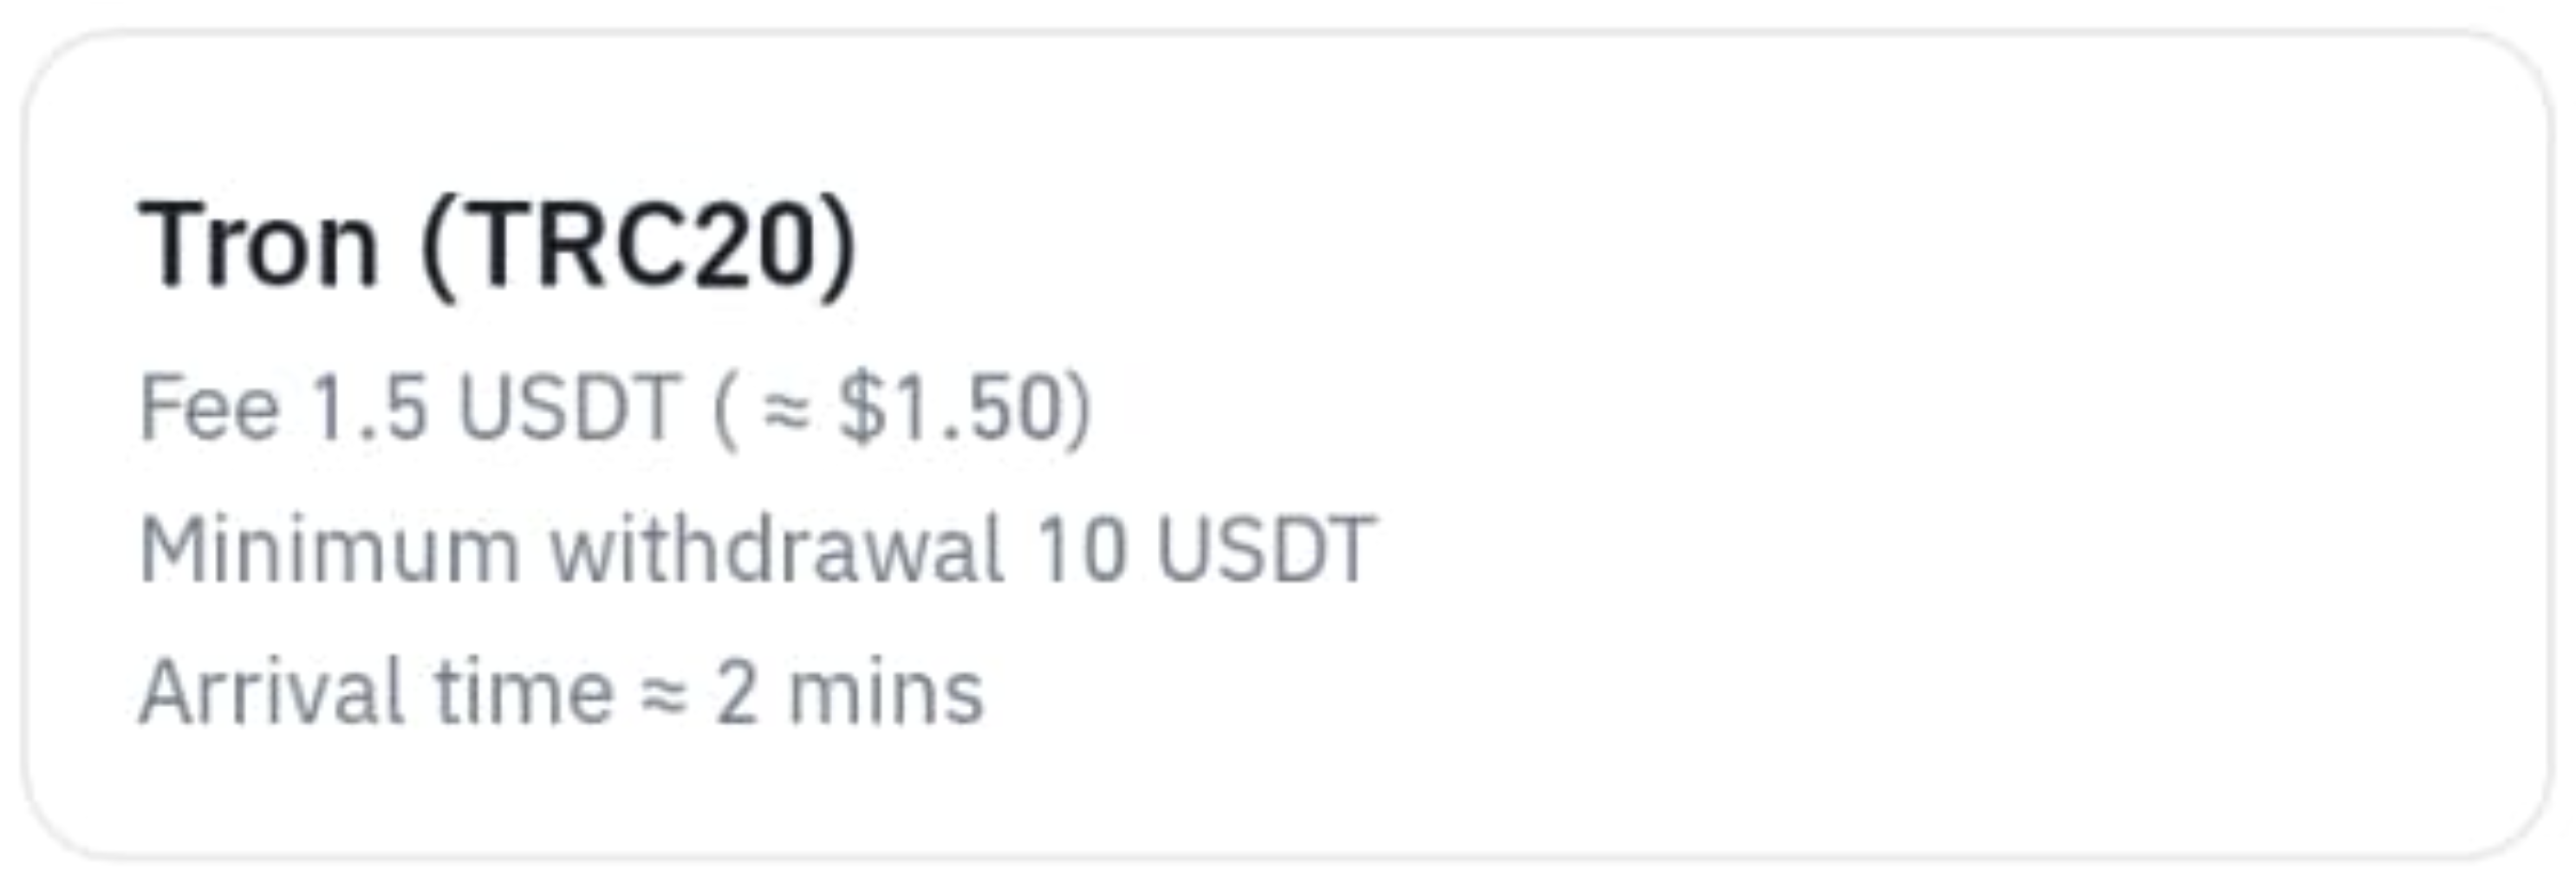 Tron (TRC20)
Fee 1.5 USDT ( ≈ $1.50)
Minimum withdrawal 10 USDT
Arrival time ≈ 2 mins